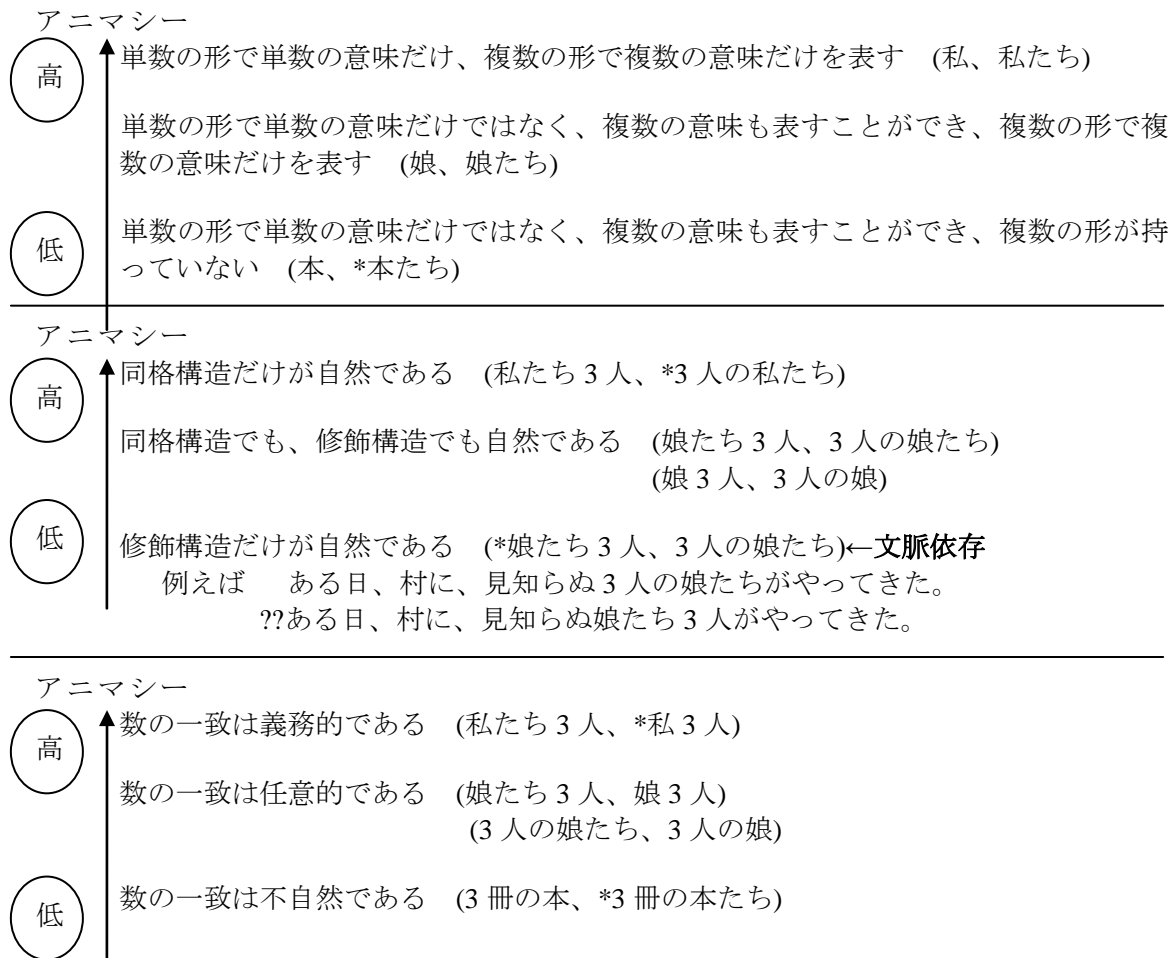 アニマシー
高
単数の形で単数の意味だけ、複数の形で複数の意味だけを表す (私、私たち)
単数の形で単数の意味だけではなく、複数の意味も表すことができ、複数の形で複
数の意味だけを表す (娘、娘たち)
低
単数の形で単数の意味だけではなく、複数の意味も表すことができ、複数の形が持
っていない (本、*本たち)
アニマシー
高
同格構造だけが自然である (私たち 3 人、*3 人の私たち)
同格構造でも、修飾構造でも自然である (娘たち 3 人、3 人の娘たち)
(娘 3 人、3 人の娘)
低
修飾構造だけが自然である (*娘たち 3 人、3 人の娘たち)←文脈依存
例えば ある日、村に、見知らぬ 3 人の娘たちがやってきた。
??ある日、村に、見知らぬ娘たち 3 人がやってきた。
アニマシー
高
数の一致は義務的である (私たち 3 人、*私 3 人)
数の一致は任意的である (娘たち 3 人、娘 3 人)
(3 人の娘たち、3 人の娘)
低
数の一致は不自然である (3 冊の本、*3 冊の本たち)